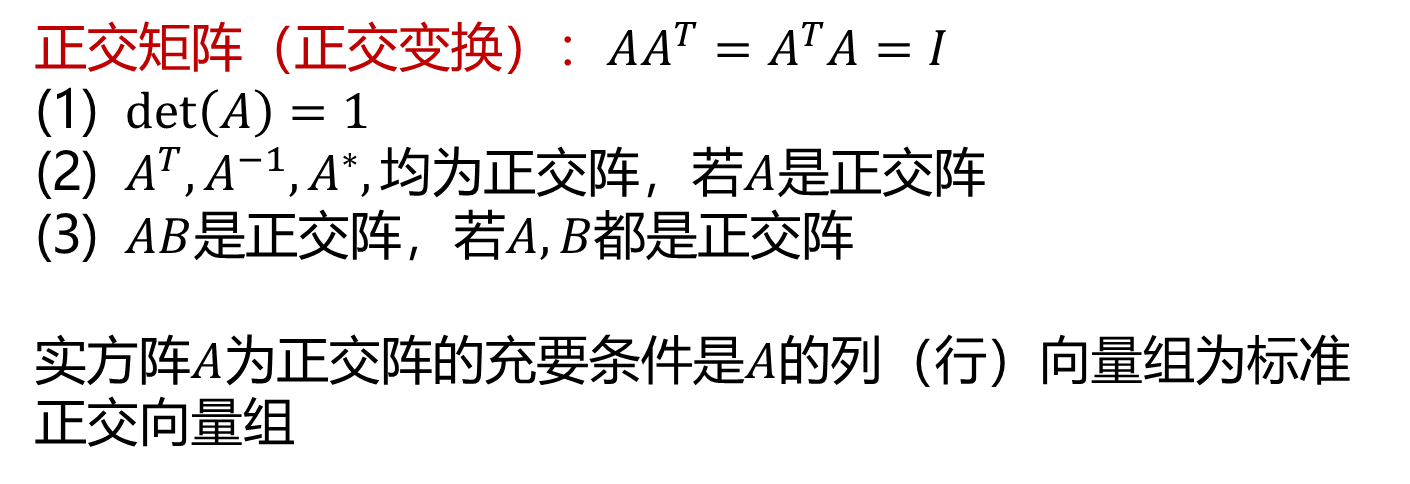 正交矩阵（正交变换）：$AA^T = A^TA = I$
(1) $\det(A) = 1$
(2) $A^T, A^{-1}, A^*$, 均为正交阵，若$A$是正交阵
(3) $AB$是正交阵，若$A, B$都是正交阵
实方阵$A$为正交阵的充要条件是$A$的列（行）向量组为标准
正交向量组